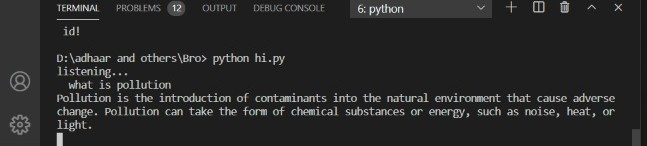 TERMINAL PROBLEMS 12 OUTPUT DEBUG CONSOLE 6: python
id!
D:\adhaar and others\Bro> python hi.py
listening...
what is pollution
Pollution is the introduction of contaminants into the natural environment that cause adverse
change. Pollution can take the form of chemical substances or energy, such as noise, heat, or
light.